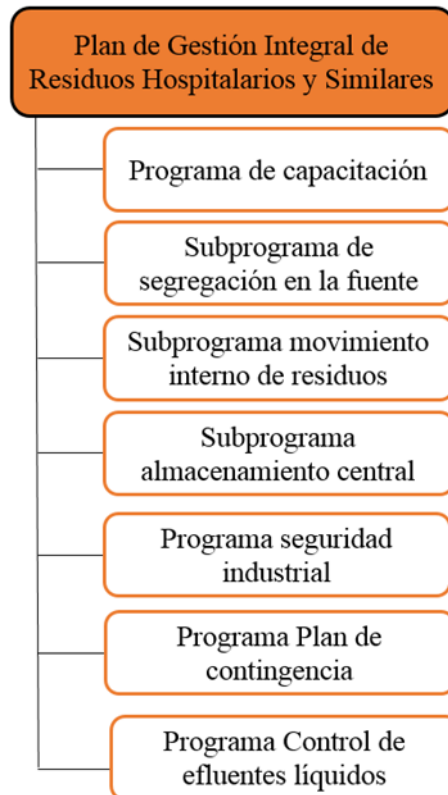 Plan de Gestión Integral de
Residuos Hospitalarios y Similares
Programa de capacitación
Subprograma de
segregación en la fuente
Subprograma movimiento
interno de residuos
Subprograma
almacenamiento central
Programa seguridad
industrial
Programa Plan de
contingencia
Programa Control de
efluentes líquidos